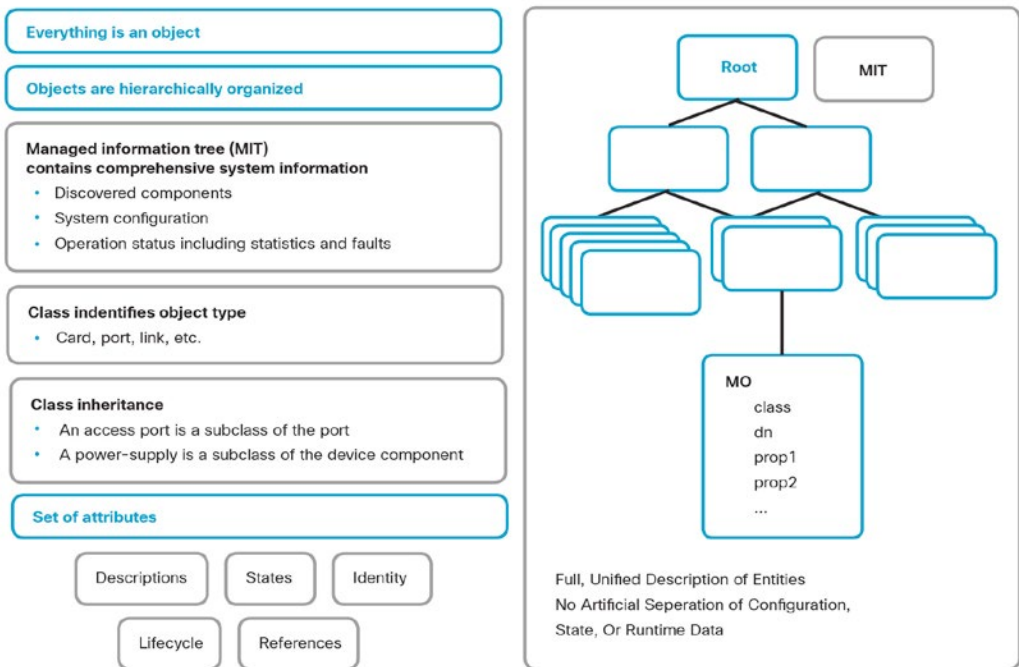 Everything is an object
Objects are hierarchically organized
Managed information tree (MIT)
contains comprehensive system information
• Discovered components
• System configuration
• Operation status including statistics and faults
Class indentifies object type
• Card, port, link, etc.
Class inheritance
• An access port is a subclass of the port
• A power-supply is a subclass of the device component
Set of attributes
Descriptions
States
Identity
Lifecycle
References
Root
MIT
MO
class
dn
prop1
prop2
...
Full, Unified Description of Entities
No Artificial Seperation of Configuration,
State, Or Runtime Data